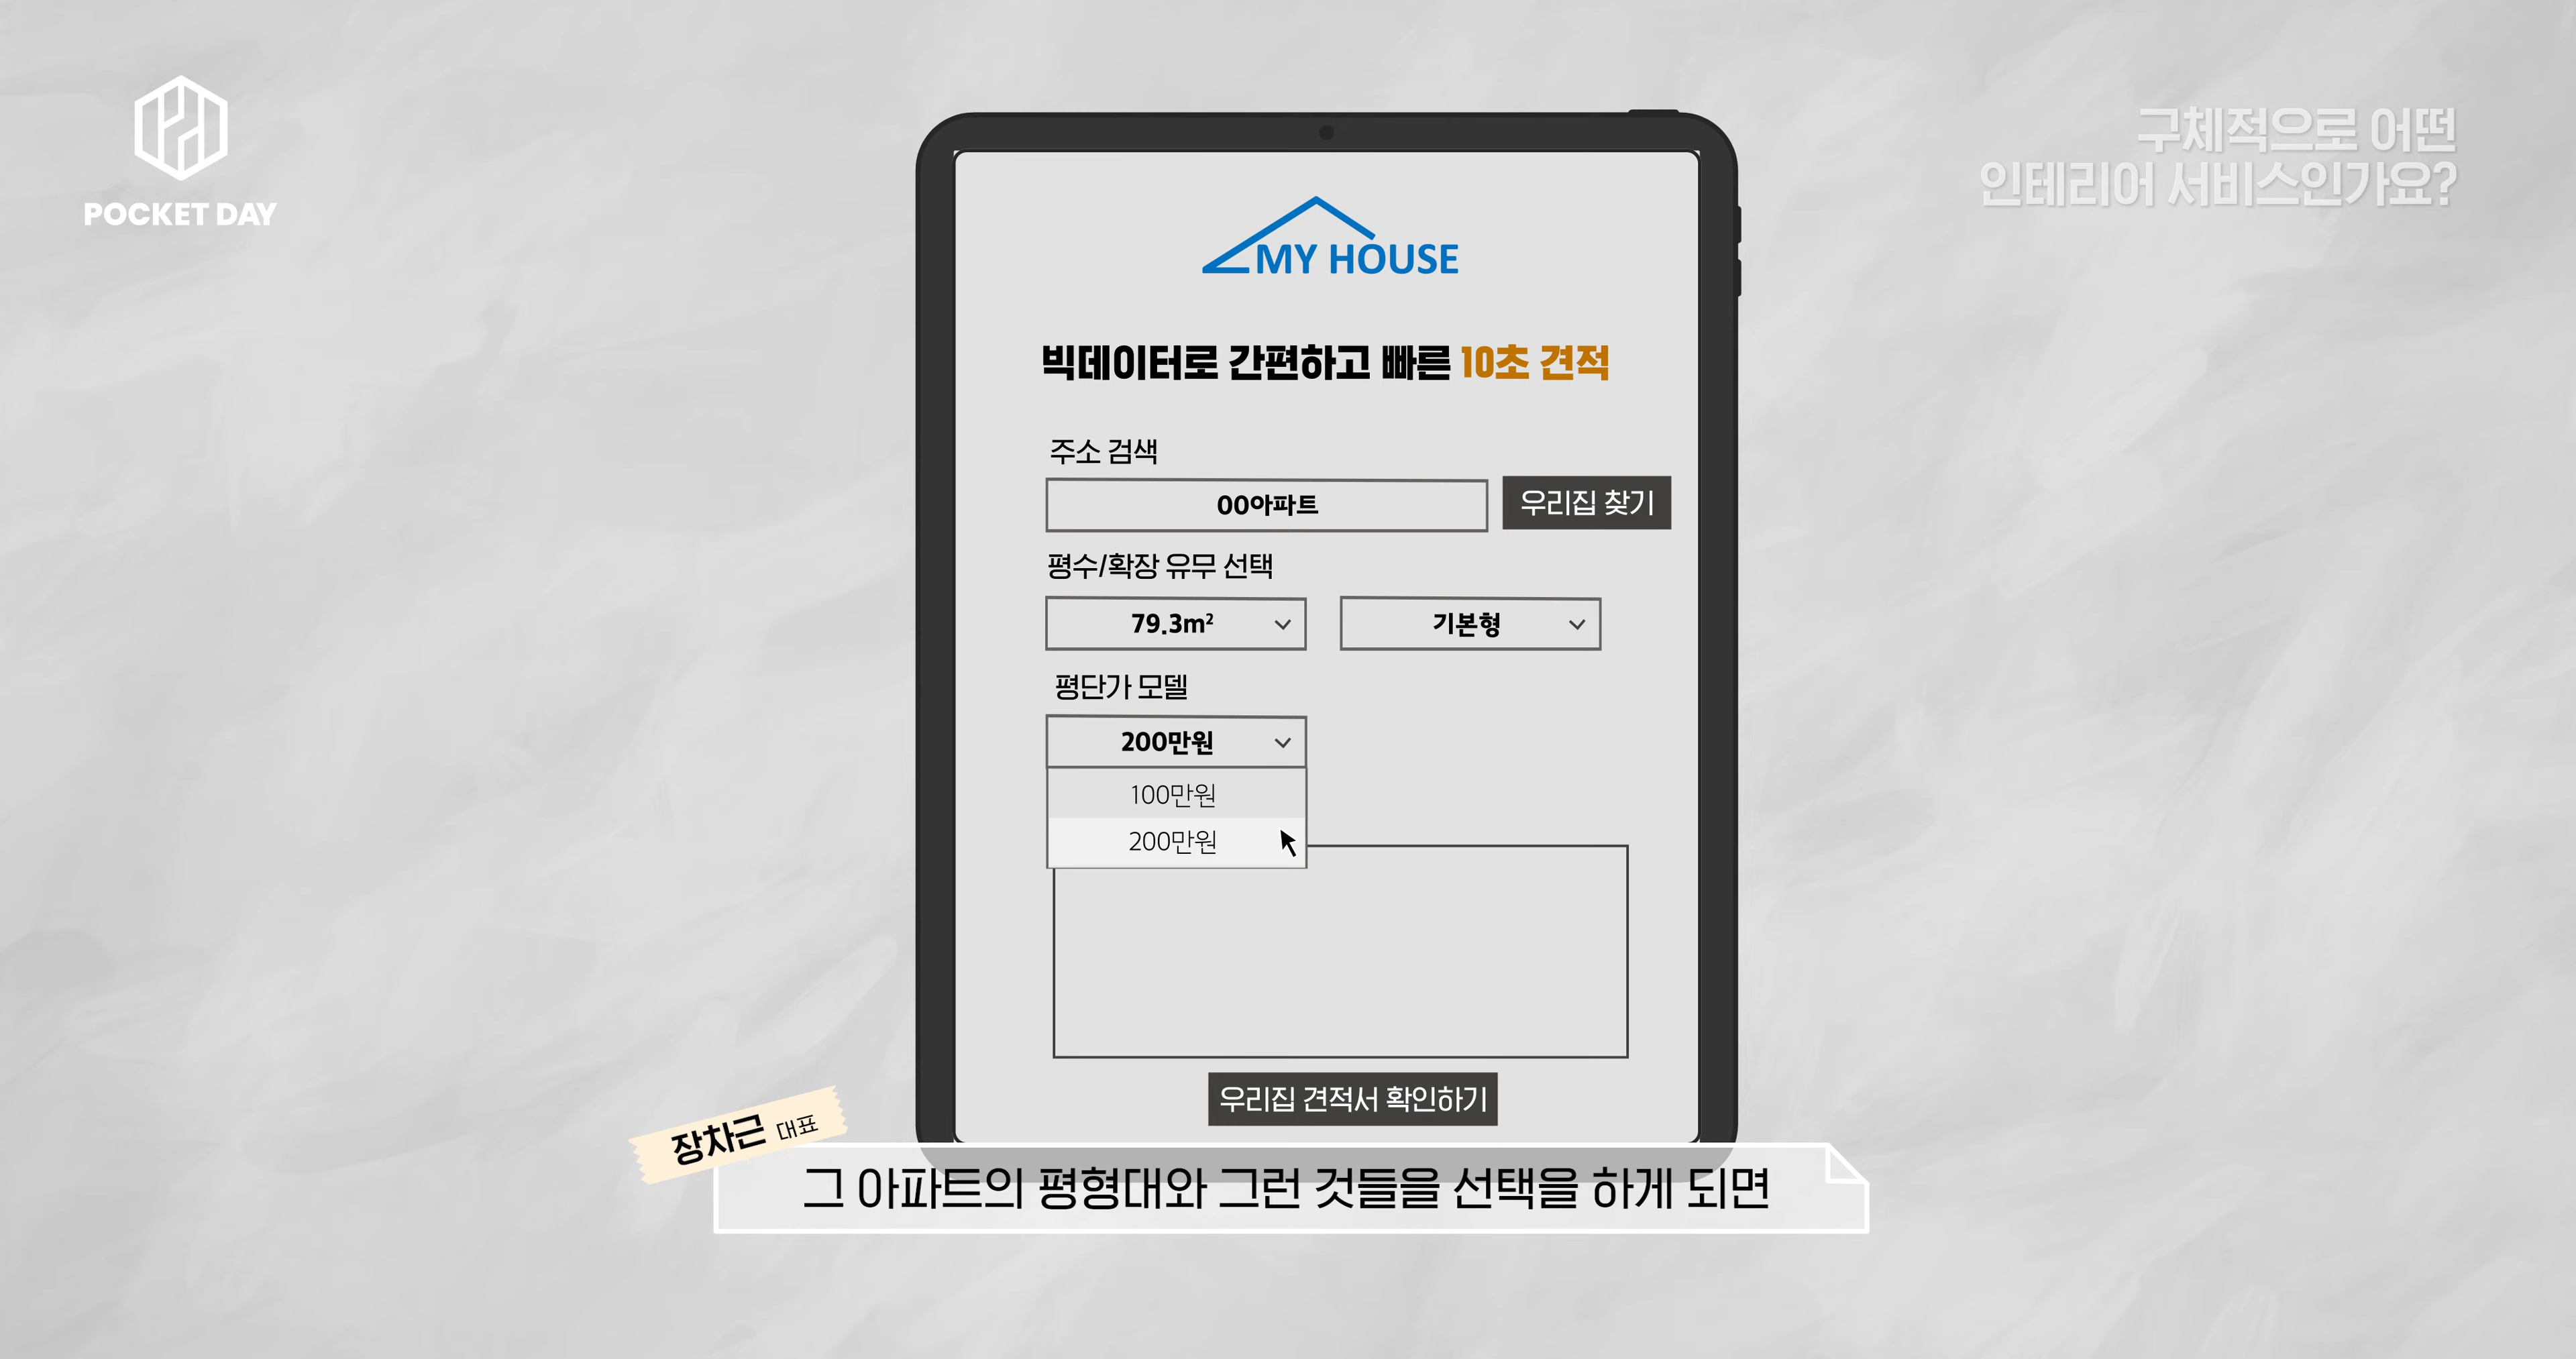 POCKET DAY
구체적으로 어떤
인테리어 서비스인가요?
MY HOUSE
빅데이터로 간편하고 빠른 10초 견적
주소 검색
00아파트
우리집 찾기
평수/확장 유무 선택
79.3m²
기본형
평단가 모델
200만원
100만원
200만원
우리집 견적서 확인하기
장차근 대표
그 아파트의 평형대와 그런 것들을 선택을 하게 되면